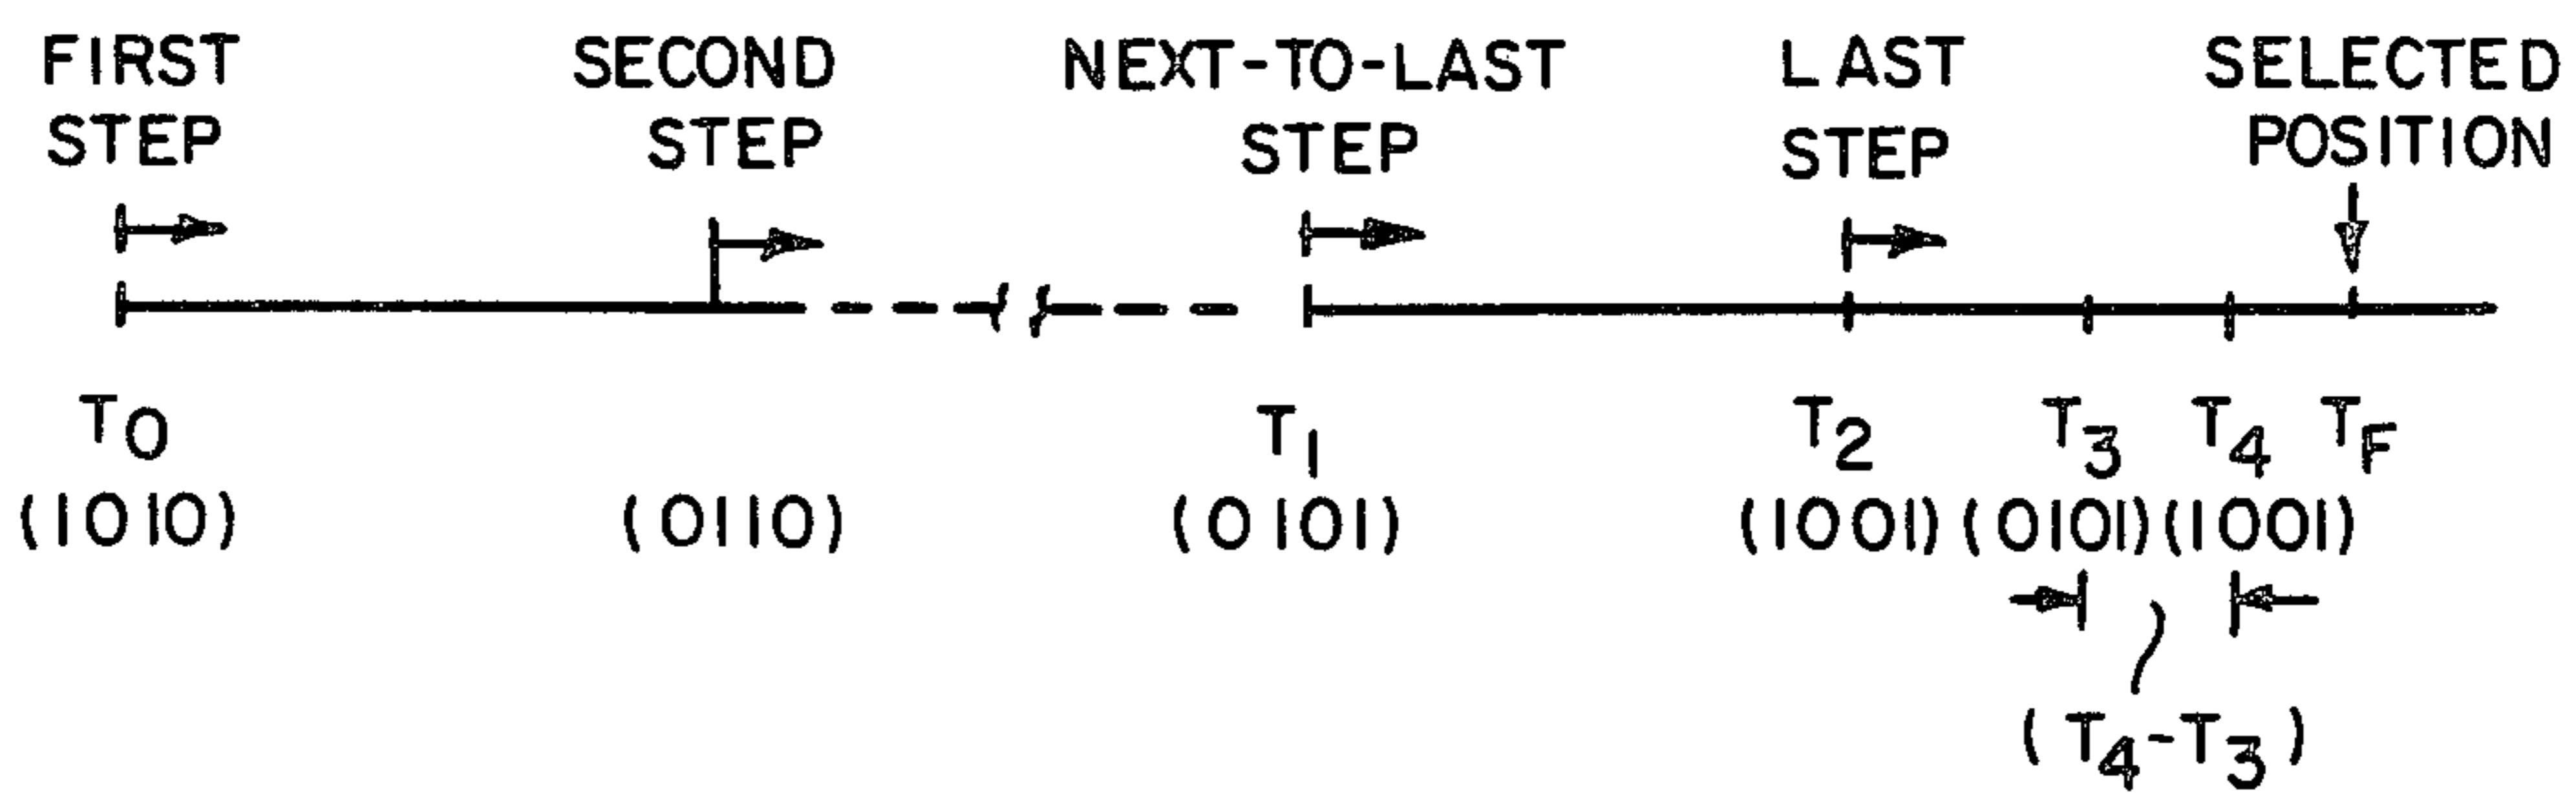 FIRST STEP
SECOND STEP
NEXT-TO-LAST STEP
LAST STEP
SELECTED POSITION
T0 T1 T2 T3 T4 TF
(1010) (0110) (0101) (1001) (0101) (1001)
(T4-T3)